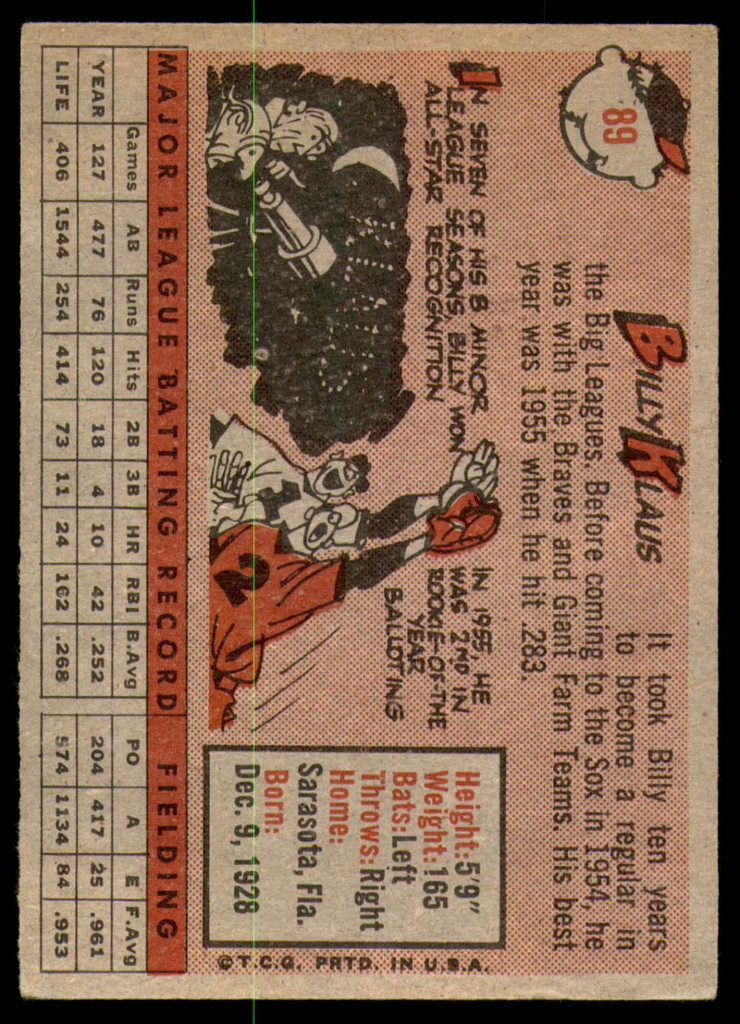 89
BILLY KLAUS
It took Billy ten years
to become a regular in
the Big Leagues. Before coming to the Sox in 1954, he
was with the Braves and Giant Farm Teams. His best
year was 1955 when he hit .283.
IN SEVEN OF HIS 8 MINOR
LEAGUE SEASONS, BILLY WON
ALL-STAR RECOGNITION
IN 1955, HE
WAS 2ND IN
ROOKIE-OF-THE
YEAR
BALLOTING
1
2
Height: 5'9"
Weight: 165
Bats: Left
Throws: Right
Home:
Sarasota, Fla.
Born:
Dec. 9, 1928
MAJOR LEAGUE BATTING RECORD FIELDING
Games AB Runs Hits 2B 3B HR RBI B.Avg PO A E F.Avg
YEAR 127 477 76 120 18 4 10 42 .252 204 417 25 .961
LIFE 406 1544 254 414 73 11 24 162 .268 574 1134 84 .953
© T.C.G. PRTD. IN U.S.A.